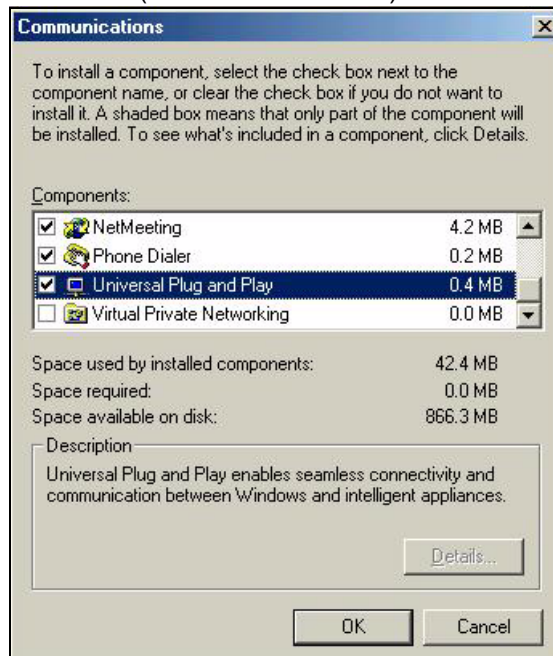 Communications
To install a component, select the check box next to the
component name, or clear the check box if you do not want to
install it. A shaded box means that only part of the component will
be installed. To see what's included in a component, click Details.
Components:
NetMeeting 4.2 MB
Phone Dialer 0.2 MB
Universal Plug and Play 0.4 MB
Virtual Private Networking 0.0 MB
Space used by installed components: 42.4 MB
Space required: 0.0 MB
Space available on disk: 866.3 MB
Description
Universal Plug and Play enables seamless connectivity and
communication between Windows and intelligent appliances.
Details...
OK Cancel